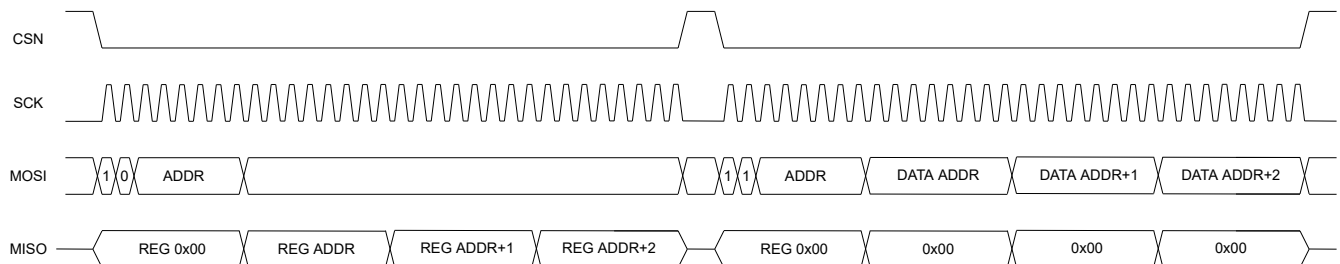 CSN
SCK
MOSI 1 0 ADDR 1 1 ADDR DATA ADDR DATA ADDR+1 DATA ADDR+2
MISO REG 0x00 REG ADDR REG ADDR+1 REG ADDR+2 REG 0x00 0x00 0x00 0x00